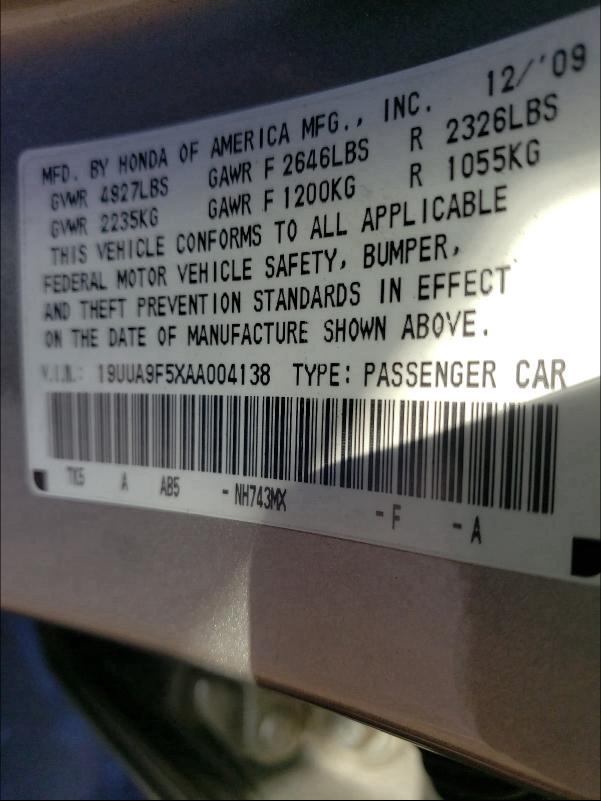 MFD. BY HONDA OF AMERICA MFG., INC. 12/'09
GVWR 4927LBS GAWR F 2646LBS R 2326LBS
GVWR 2235KG GAWR F 1200KG R 1055KG
THIS VEHICLE CONFORMS TO ALL APPLICABLE
FEDERAL MOTOR VEHICLE SAFETY, BUMPER,
AND THEFT PREVENTION STANDARDS IN EFFECT
ON THE DATE OF MANUFACTURE SHOWN ABOVE.
V.I.N.: 19UUA9F5XAA004138 TYPE: PASSENGER CAR
TK5 A AB5 - NH743MX - F - A